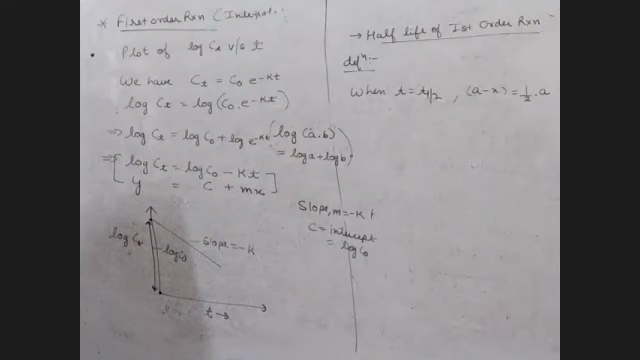 * First order Rxn (Integrat.
Plot of log Ct v/s t
We have Ct = C₀ e^-Kt
log Ct = log (C₀. e^-Kt)
⇒ log Ct = log C₀ + log e^-Kt (log (a.b)
= log a + log b)
⇒ [ log Ct = log C₀ - Kt
y = C + mx ]
Slope, m = -K
C = intercept
= log C₀
log Ct
log C₀
Slope = -K
t →
→ Half life of Ist Order Rxn
defⁿ:-
When t = t1/2, (a-x) = 1/2 . a